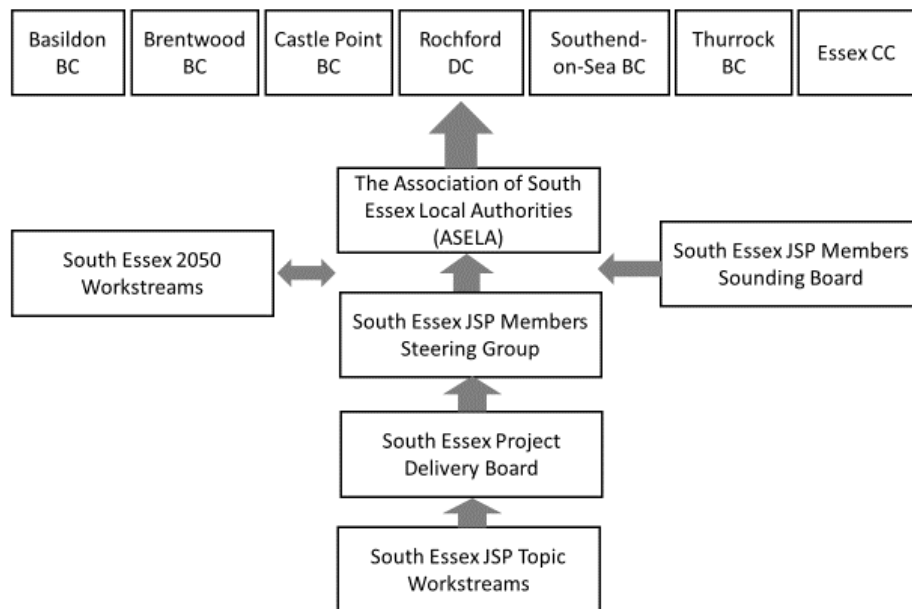 Basildon
BC
Brentwood
BC
Castle Point
BC
Rochford
DC
Southend-
on-Sea BC
Thurrock
BC
Essex CC
The Association of South
Essex Local Authorities
(ASELA)
South Essex 2050
Workstreams
South Essex JSP Members
Sounding Board
South Essex JSP Members
Steering Group
South Essex Project
Delivery Board
South Essex JSP Topic
Workstreams